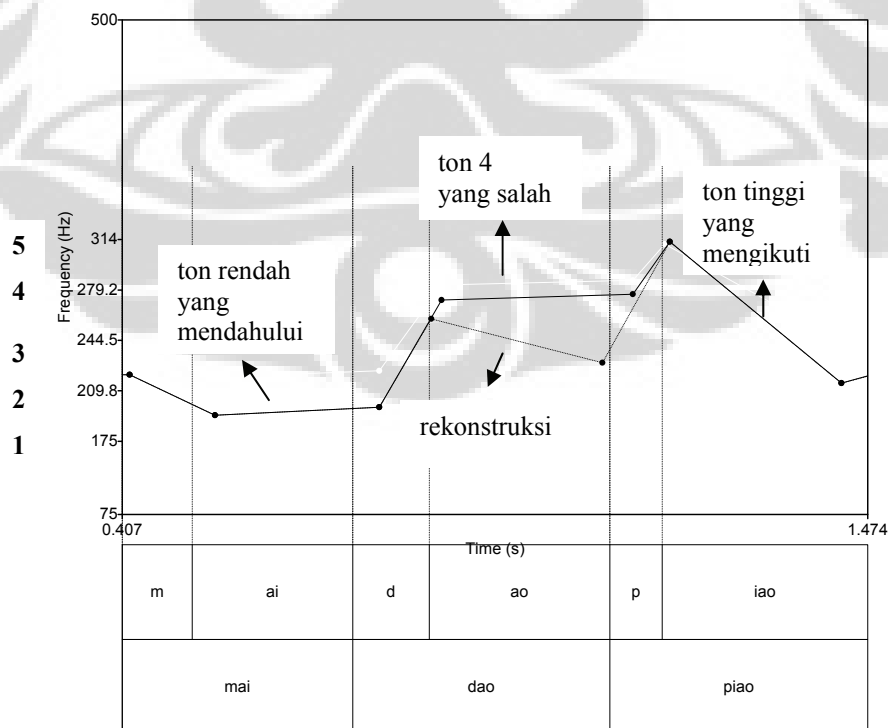 500
ton 4
yang salah
ton tinggi
yang
mengikuti
5
314
Frequency (Hz)
ton rendah
yang
mendahului
4
279.2
3
244.5
2
209.8
rekonstruksi
1
175
75
0.407
1.474
Time (s)
m ai d ao p iao
mai dao piao